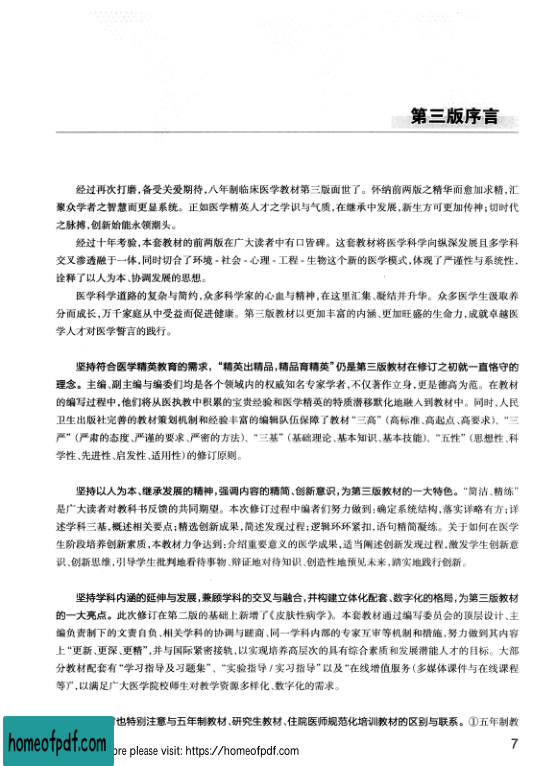 第三版序言
经过再次打磨,备受关爱期待,八年制临床医学教材第三版面世了。怀纳前两版之精华而愈加求精,汇
聚众学者之智慧而更显系统。正如医学精英人才之学识与气质,在继承中发展,新生方可更加传神;切时代
之脉搏,创新始能永领潮头。
经过十年考验,本套教材的前两版在广大读者中有口皆碑。这套教材将医学科学向纵深发展且多学科
交叉渗透融于一体,同时切合了环境-社会-心理-工程-生物这个新的医学模式,体现了严谨性与系统性,
诠释了以人为本、协调发展的思想。
医学科学道路的复杂与简约,众多科学家的心血与精神,在这里汇集、凝结并升华。众多医学生汲取养
分而成长,万千家庭从中受益而促进健康。第三版教材以更加丰富的内涵、更加旺盛的生命力,成就卓越医
学人才对医学誓言的践行。
坚持符合医学精英教育的需求,“精英出精品,精品育精英”仍是第三版教材在修订之初就一直恪守的
理念。主编、副主编与编委们均是各个领域内的权威知名专家学者,不仅著作立身,更是德高为范。在教材
的编写过程中,他们将从医执教中积累的宝贵经验和医学精英的特质潜移默化地融入到教材中。同时,人民
卫生出版社完善的教材策划机制和经验丰富的编辑队伍保障了教材“三高”(高标准、高起点、高要求)、“三
严”(严肃的态度、严谨的要求、严密的方法)、“三基”(基础理论、基本知识、基本技能)、“五性”(思想性、科
学性、先进性、启发性、适用性)的修订原则。
坚持以人为本、继承发展的精神,强调内容的精简、创新意识,为第三版教材的一大特色。“简洁、精练”
是广大读者对教科书反馈的共同期望。本次修订过程中编者们努力做到:确定系统结构,落实详略有方;详
述学科三基,概述相关要点;精选创新成果,简述发现过程;逻辑环环紧扣,语句精简凝练。关于如何在医学
生阶段培养创新素质,本教材力争达到:介绍重要意义的医学成果,适当阐述创新发现过程,激发学生创新意
识、创新思维,引导学生批判地看待事物、辩证地对待知识、创造性地预见未来,踏实地践行创新。
坚持学科内涵的延伸与发展,兼顾学科的交叉与融合,并构建立体化配套、数字化的格局,为第三版教材
的一大亮点。此次修订在第二版的基础上新增了《皮肤性病学》。本套教材通过编写委员会的顶层设计、主
编负责制下的文责自负、相关学科的协调与磋商、同一学科内部的专家互审等机制和措施,努力做到其内容
上“更新、更深、更精”,并与国际紧密接轨,以实现培养高层次的具有综合素质和发展潜能人才的目标。大部
分教材配套有“学习指导及习题集”、“实验指导/实习指导”以及“在线增值服务(多媒体课件与在线课程
等)”,以满足广大医学院校师生对教学资源多样化、数字化的需求。
也特别注意与五年制教材、研究生教材、住院医师规范化培训教材的区别与联系。①五年制教
homeofpdf.com
ore please visit: https://homeofpdf.com
7